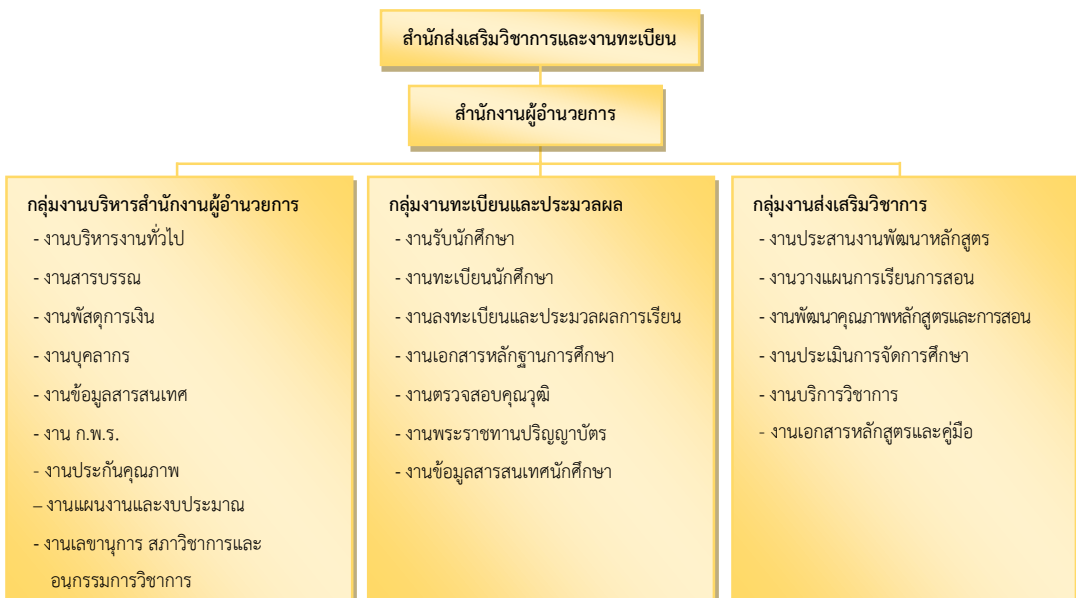 สำนักส่งเสริมวิชาการและงานทะเบียน
สำนักงานผู้อำนวยการ
กลุ่มงานบริหารสำนักงานผู้อำนวยการ
- งานบริหารงานทั่วไป
- งานสารบรรณ
- งานพัสดุการเงิน
- งานบุคลากร
- งานข้อมูลสารสนเทศ
- งาน ก.พ.ร.
- งานประกันคุณภาพ
– งานแผนงานและงบประมาณ
- งานเลขานุการ สภาวิชาการและ
อนุกรรมการวิชาการ
กลุ่มงานทะเบียนและประมวลผล
- งานรับนักศึกษา
- งานทะเบียนนักศึกษา
- งานลงทะเบียนและประมวลผลการเรียน
- งานเอกสารหลักฐานการศึกษา
- งานตรวจสอบคุณวุฒิ
- งานพระราชทานปริญญาบัตร
- งานข้อมูลสารสนเทศนักศึกษา
กลุ่มงานส่งเสริมวิชาการ
- งานประสานงานพัฒนาหลักสูตร
- งานวางแผนการเรียนการสอน
- งานพัฒนาคุณภาพหลักสูตรและการสอน
- งานประเมินการจัดการศึกษา
- งานบริการวิชาการ
- งานเอกสารหลักสูตรและคู่มือ